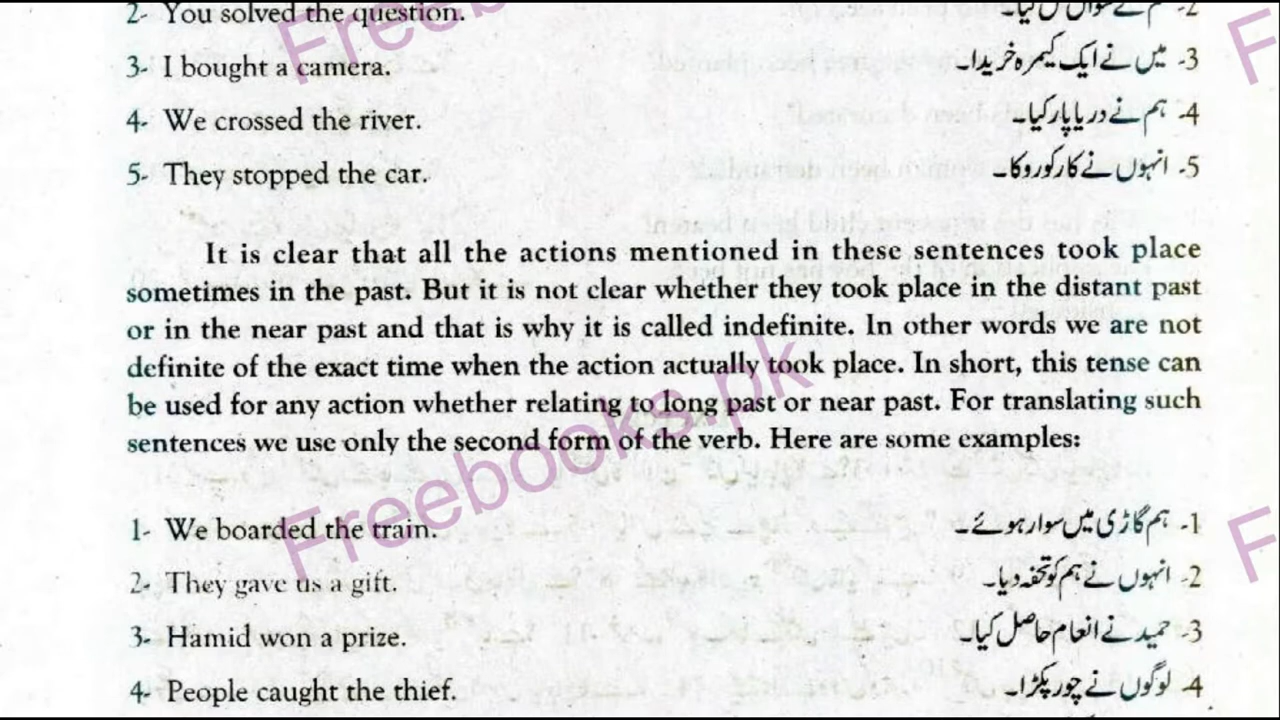 2- You solved the question.
3- I bought a camera. 3- میں نے ایک کیمرہ خریدا۔
4- We crossed the river. 4- ہم نے دریا پار کیا۔
5- They stopped the car. 5- انہوں نے کار کو روکا۔
It is clear that all the actions mentioned in these sentences took place
sometimes in the past. But it is not clear whether they took place in the distant past
or in the near past and that is why it is called indefinite. In other words we are not
definite of the exact time when the action actually took place. In short, this tense can
be used for any action whether relating to long past or near past. For translating such
sentences we use only the second form of the verb. Here are some examples:
1- We boarded the train. 1- ہم گاڑی میں سوار ہوئے۔
2- They gave us a gift. 2- انہوں نے ہم کو تحفہ دیا۔
3- Hamid won a prize. 3- حمید نے انعام حاصل کیا۔
4- People caught the thief. 4- لوگوں نے چور پکڑا۔
Freebooks.pk